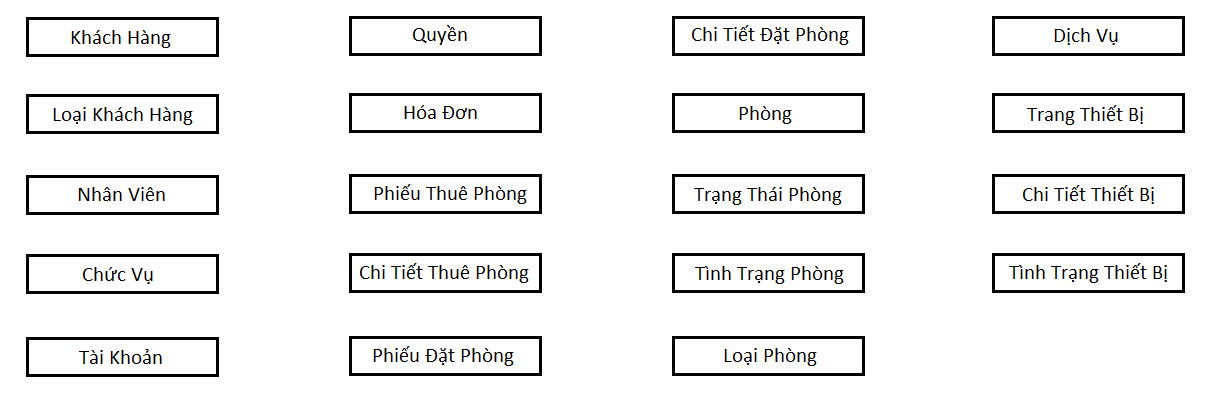 Khách Hàng
Quyền
Chi Tiết Đặt Phòng
Dịch Vụ
Loại Khách Hàng
Hóa Đơn
Phòng
Trang Thiết Bị
Nhân Viên
Phiếu Thuê Phòng
Trạng Thái Phòng
Chi Tiết Thiết Bị
Chức Vụ
Chi Tiết Thuê Phòng
Tình Trạng Phòng
Tình Trạng Thiết Bị
Tài Khoản
Phiếu Đặt Phòng
Loại Phòng